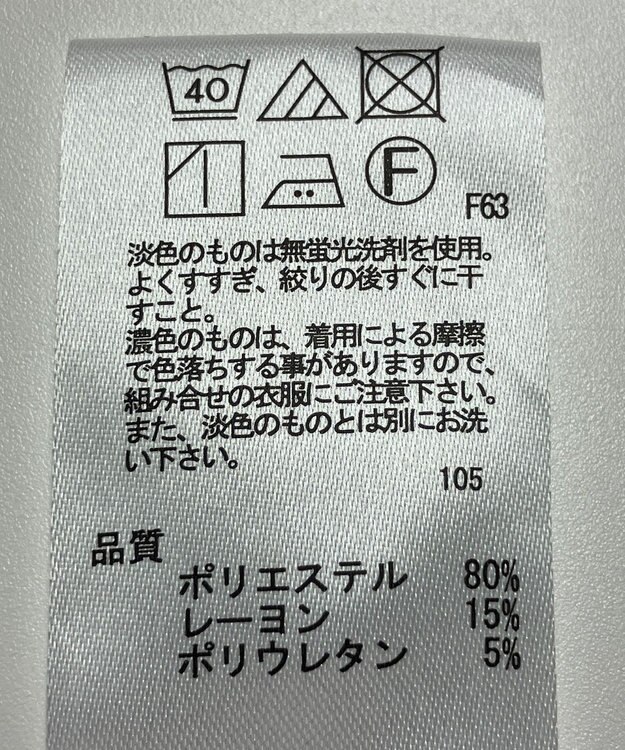 40
F
F63
淡色のものは無蛍光洗剤を使用。
よくすすぎ、絞りの後すぐに干
すこと。
濃色のものは、着用による摩擦
で色落ちする事がありますので、
組み合せの衣服にご注意下さい。
また、淡色のものとは別にお洗
い下さい。
105
品質
ポリエステル 80%
レーヨン 15%
ポリウレタン 5%